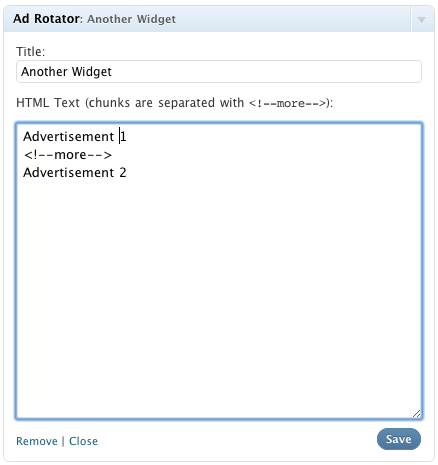 Ad Rotator: Another Widget
Title:
Another Widget
HTML Text (chunks are separated with <!--more-->):
Advertisement 1
<!--more-->
Advertisement 2
Remove | Close
Save